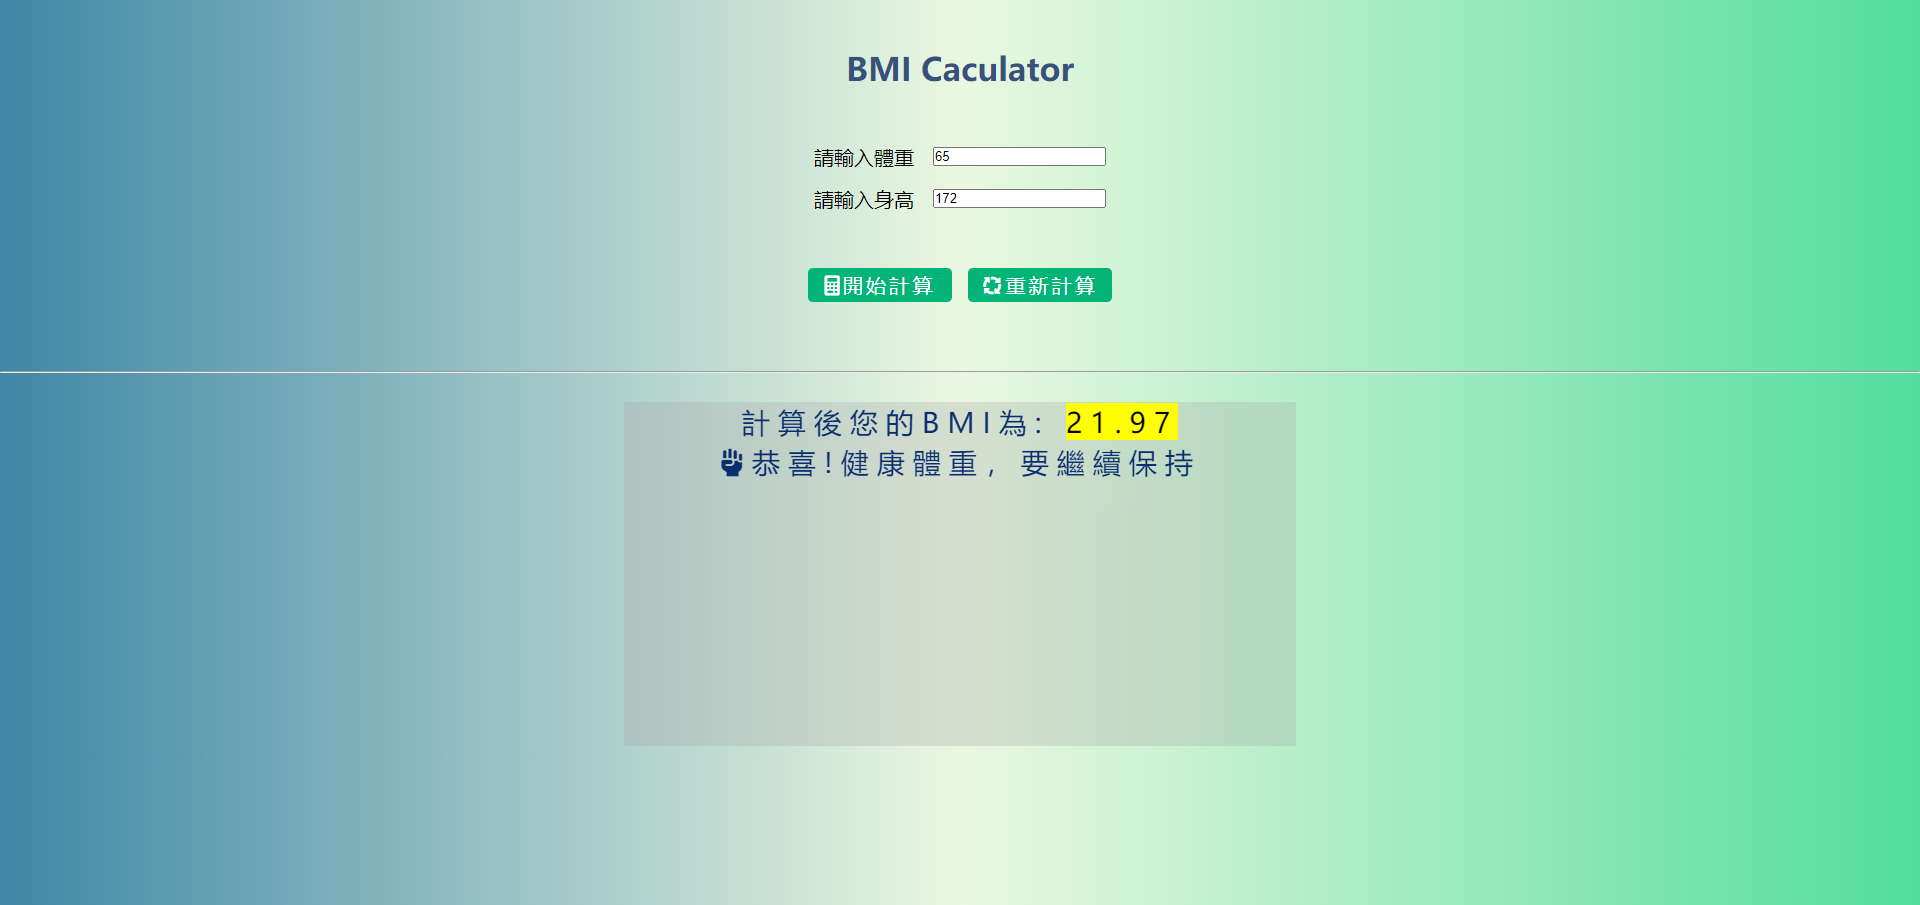 BMI Caculator
請輸入體重 65
請輸入身高 172
開始計算 重新計算
計算後您的BMI為: 21.97
恭喜!健康體重, 要繼續保持